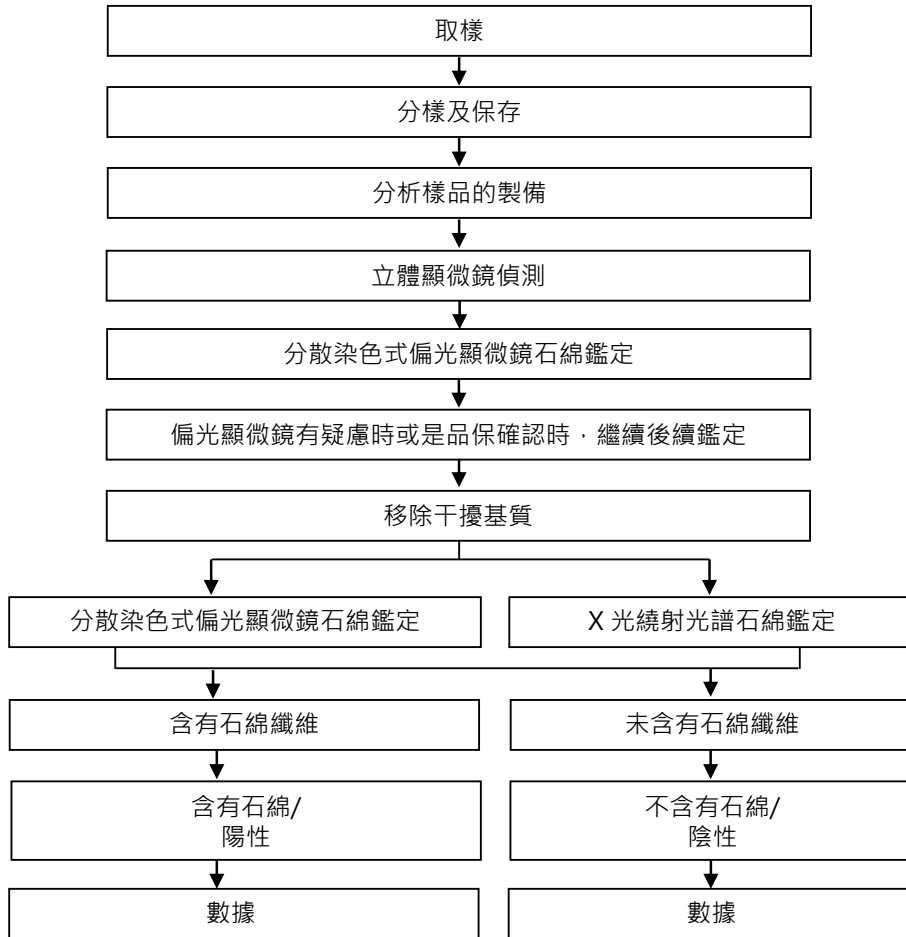 取樣
分樣及保存
分析樣品的製備
立體顯微鏡偵測
分散染色式偏光顯微鏡石綿鑑定
偏光顯微鏡有疑慮時或是品保確認時，繼續後續鑑定
移除干擾基質
分散染色式偏光顯微鏡石綿鑑定
X 光繞射光譜石綿鑑定
含有石綿纖維
未含有石綿纖維
含有石綿/
陽性
不含有石綿/
陰性
數據
數據